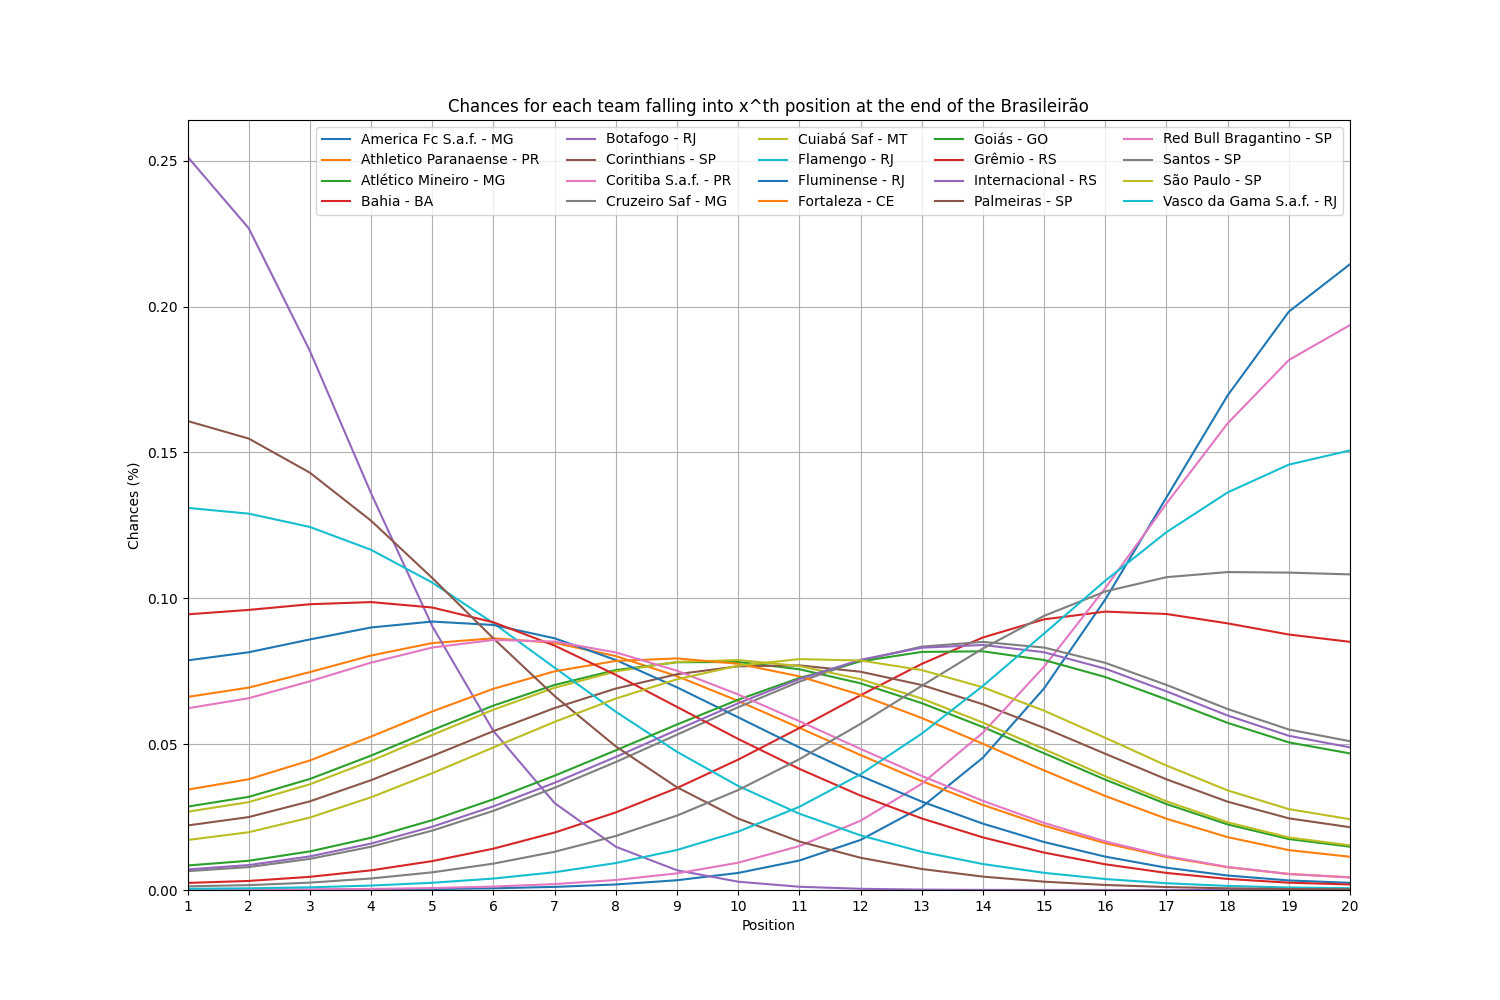 Chances for each team falling into x^th position at the end of the Brasileirão
America Fc S.a.f. - MG
Athletico Paranaense - PR
Atlético Mineiro - MG
Bahia - BA
Botafogo - RJ
Corinthians - SP
Coritiba S.a.f. - PR
Cruzeiro Saf - MG
Cuiabá Saf - MT
Flamengo - RJ
Fluminense - RJ
Fortaleza - CE
Goiás - GO
Grêmio - RS
Internacional - RS
Palmeiras - SP
Red Bull Bragantino - SP
Santos - SP
São Paulo - SP
Vasco da Gama S.a.f. - RJ
Chances (%)
0.25
0.20
0.15
0.10
0.05
0.00
1 2 3 4 5 6 7 8 9 10 11 12 13 14 15 16 17 18 19 20
Position